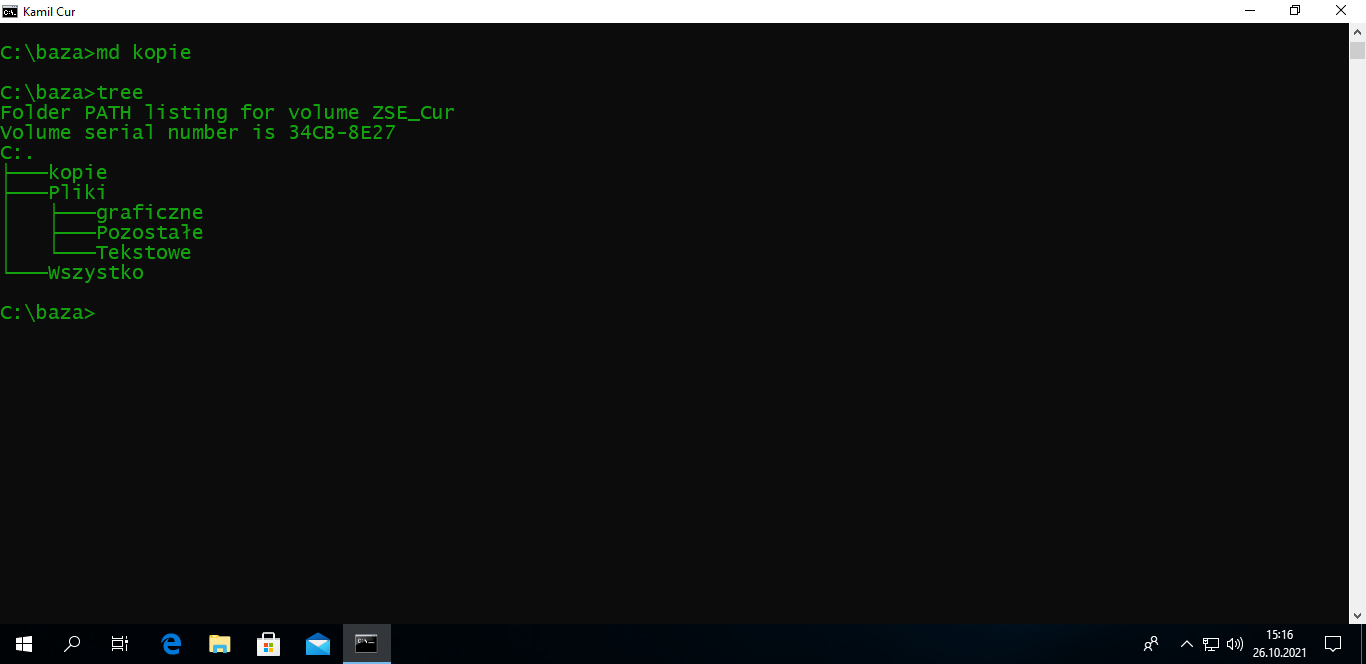 Kamil Cur
C:\baza>md kopie
C:\baza>tree
Folder PATH listing for volume ZSE_Cur
Volume serial number is 34CB-8E27
C:.
├───kopie
├───Pliki
│   ├───graficzne
│   ├───Pozostałe
│   └───Tekstowe
└───Wszystko
C:\baza>
15:16
26.10.2021